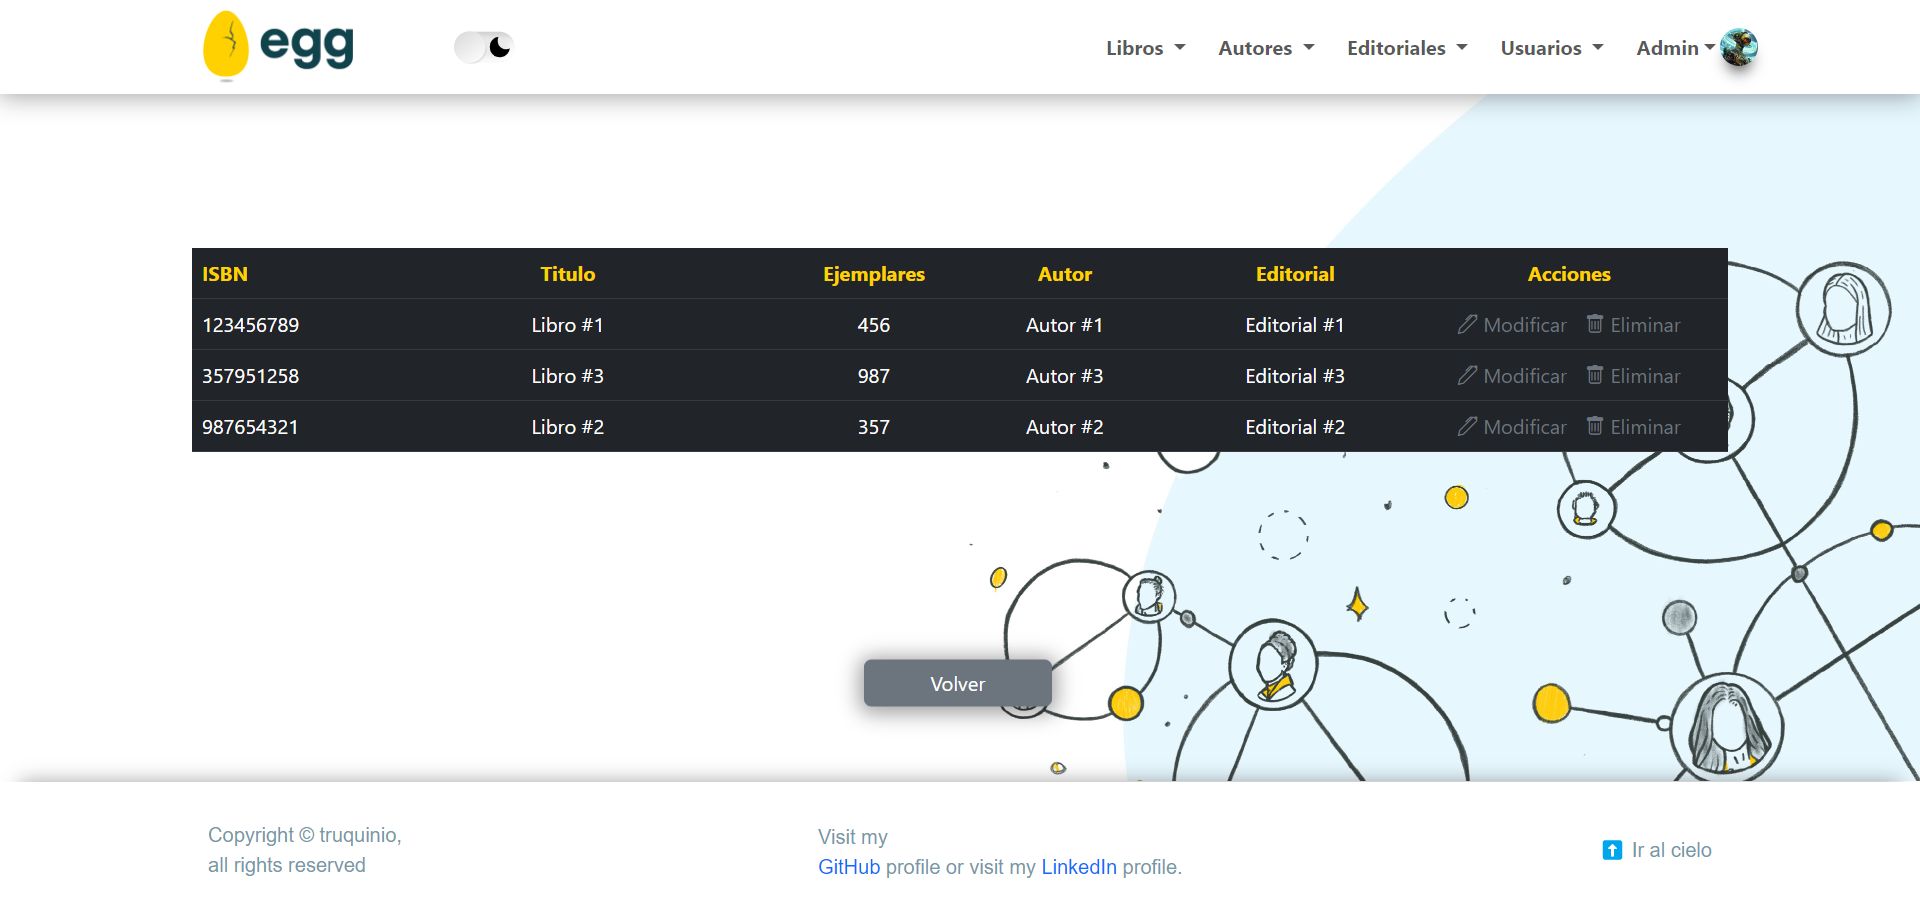 egg
Libros Autores Editoriales Usuarios Admin
ISBN Titulo Ejemplares Autor Editorial Acciones
123456789 Libro #1 456 Autor #1 Editorial #1 Modificar Eliminar
357951258 Libro #3 987 Autor #3 Editorial #3 Modificar Eliminar
987654321 Libro #2 357 Autor #2 Editorial #2 Modificar Eliminar
Volver
Copyright © truquinio,
all rights reserved
Visit my
GitHub profile or visit my LinkedIn profile.
Ir al cielo